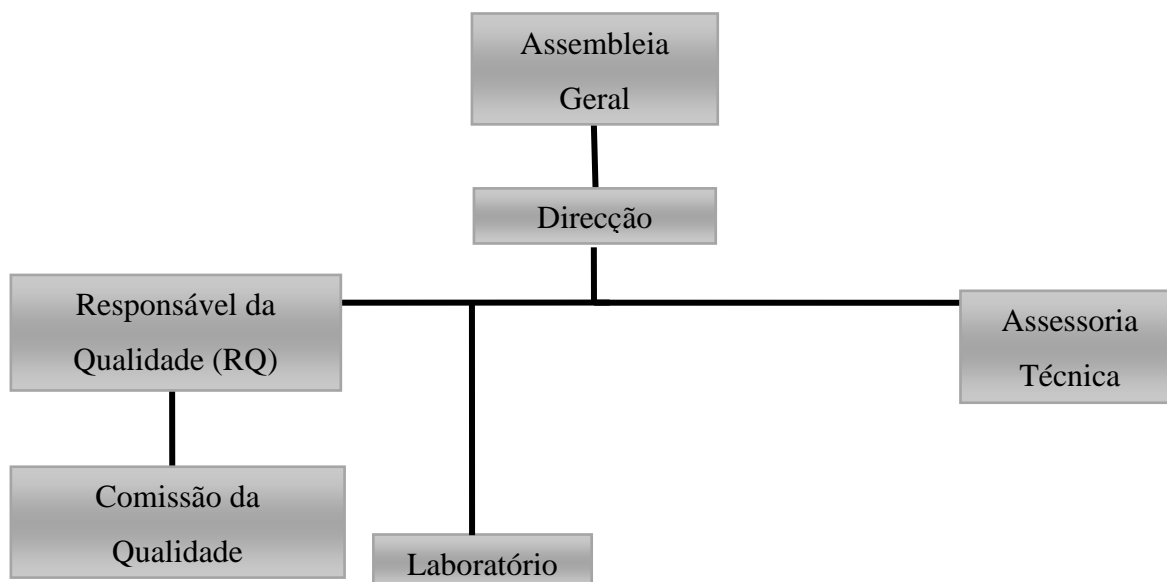 Assembleia
Geral
Direcção
Responsável da
Qualidade (RQ)
Assessoria
Técnica
Comissão da
Qualidade
Laboratório